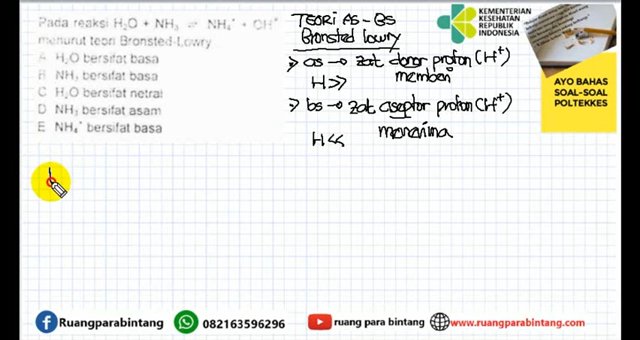 Pada reaksi H₂O + NH₃ ⇌ NH₄⁺ + OH⁻
menurut teori Bronsted-Lowry
A H₂O bersifat basa
B NH₃ bersifat basa
C H₂O bersifat netral
D NH₃ bersifat asam
E NH₄⁺ bersifat basa
TEORI AS - BS
Bronsted Lowry
> as → zat donor proton (H⁺)
memberi
H >>
> bs → zat aseptor proton (H⁺)
menerima
H <<
KEMENTERIAN
KESEHATAN
REPUBLIK
INDONESIA
AYO BAHAS
SOAL-SOAL
POLTEKKES
Ruangparabintang
082163596296
ruang para bintang
www.ruangparabintang.com